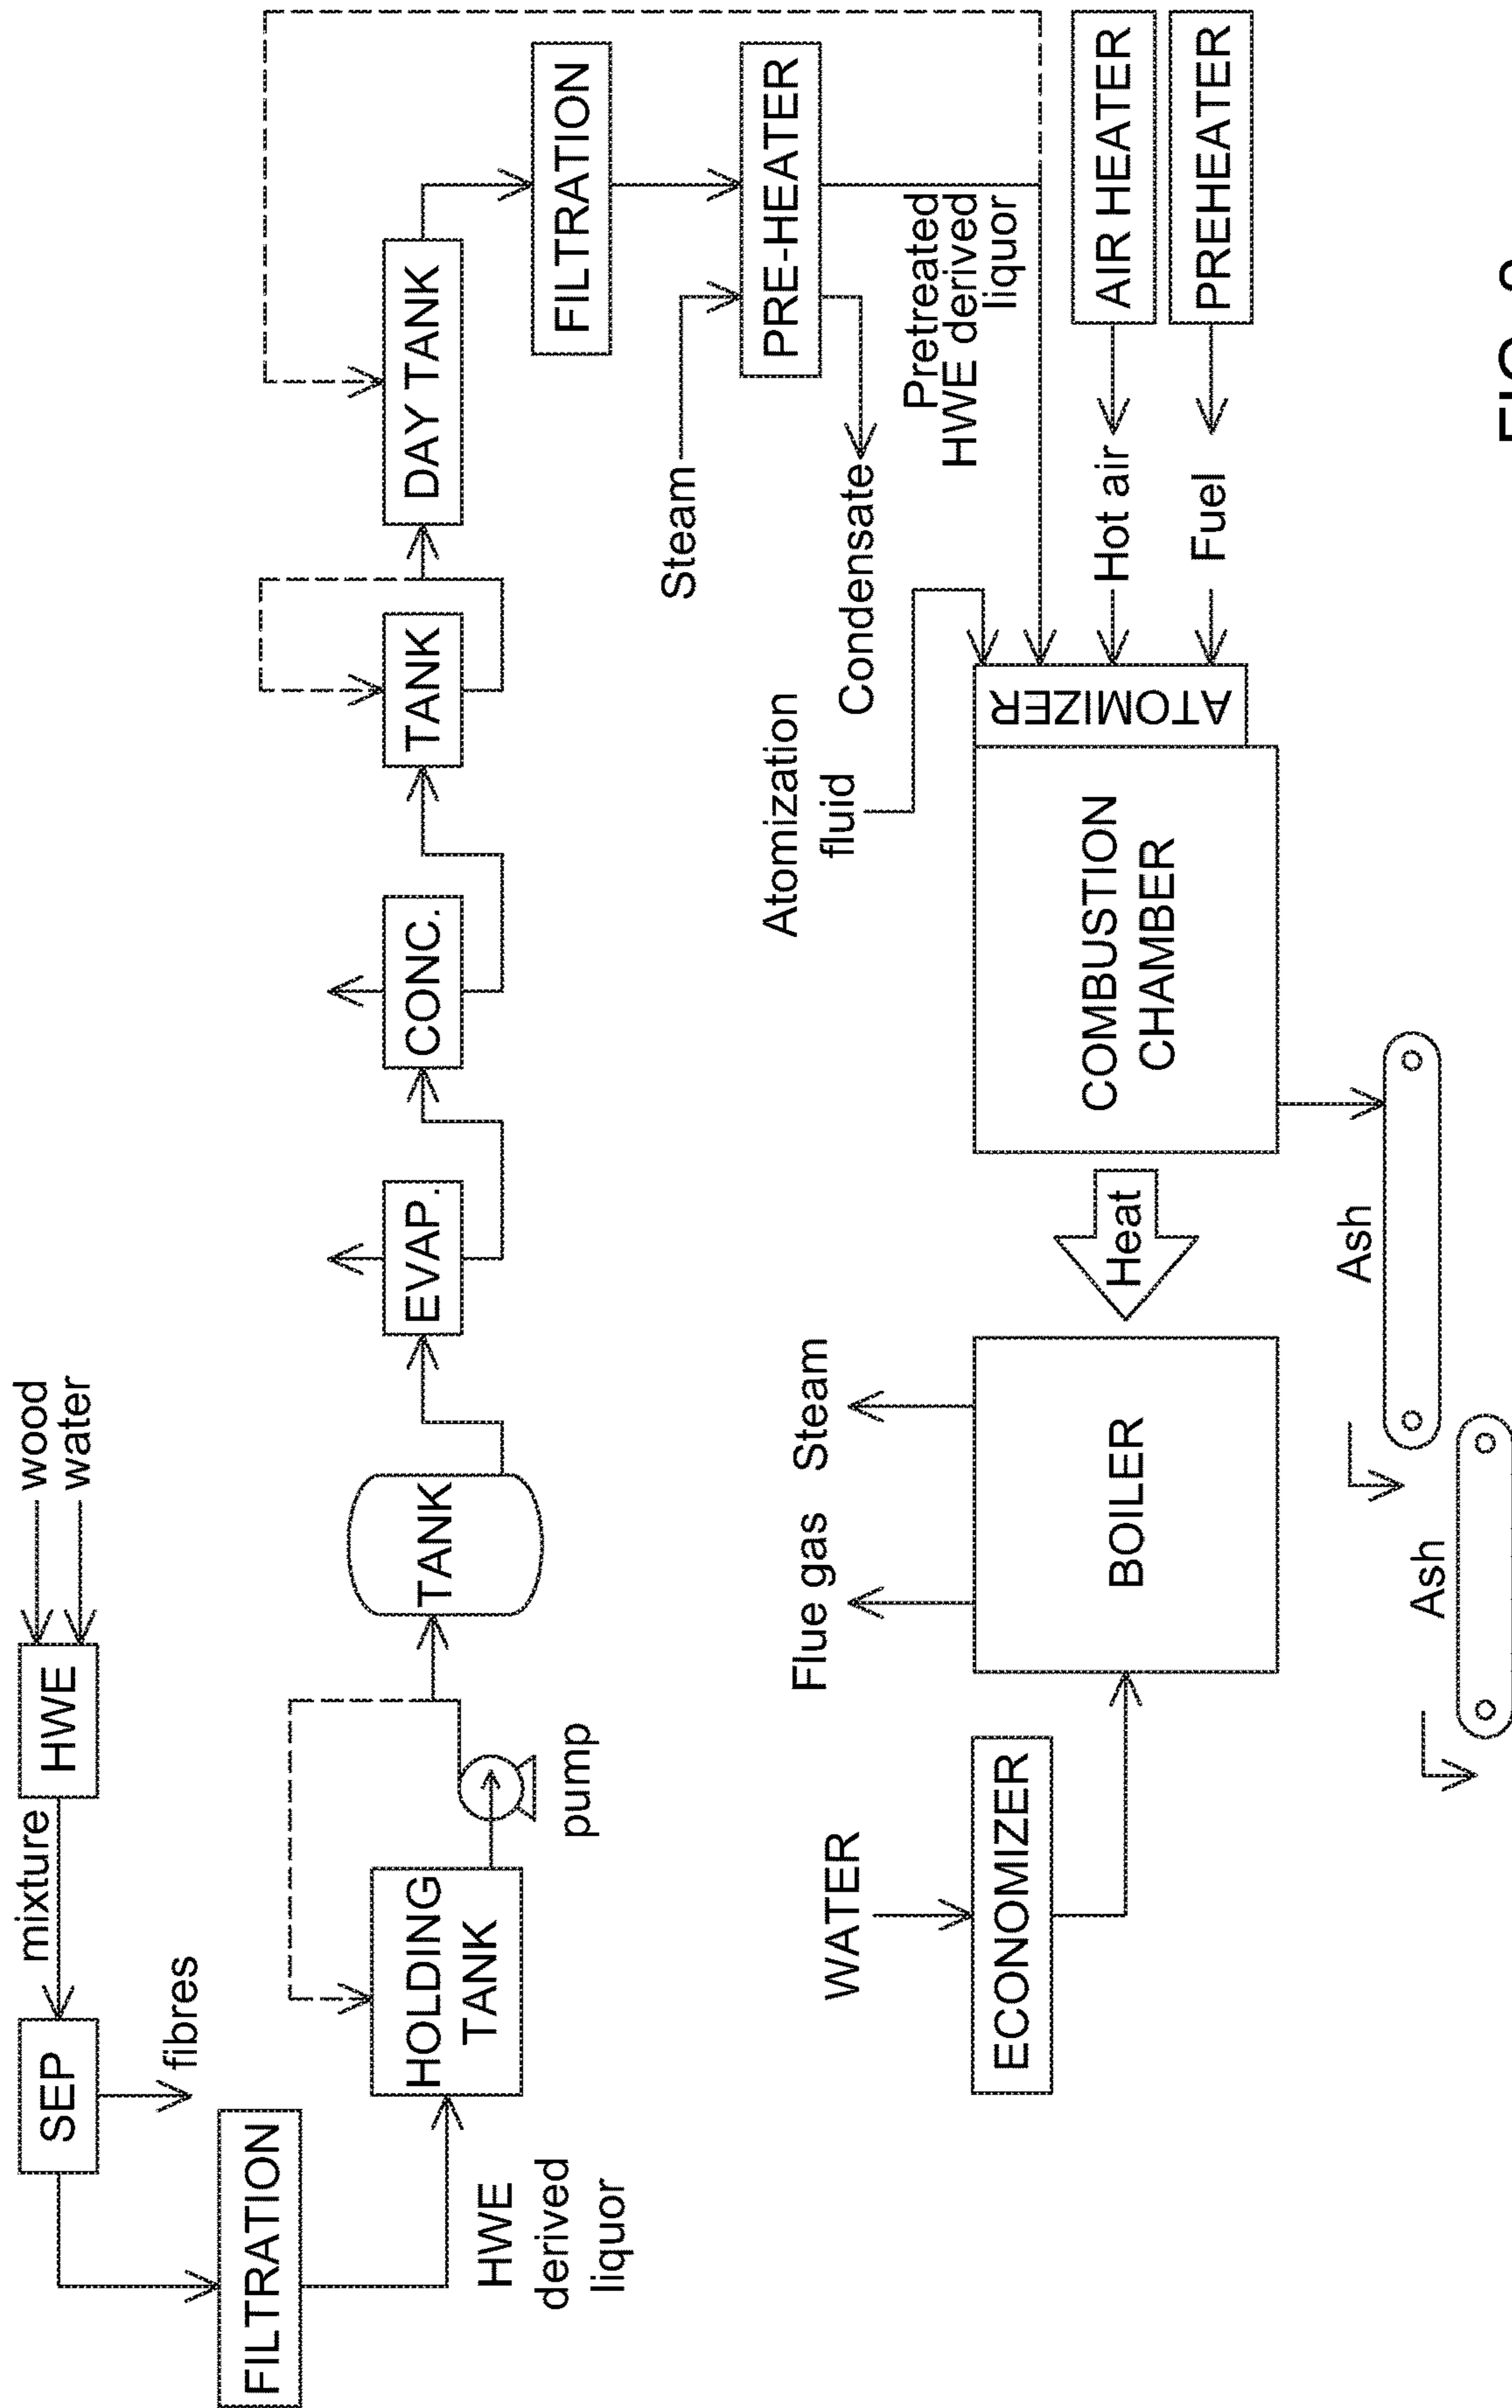 wood
water
HWE
mixture
SEP
fibres
FILTRATION
HWE
derived
liquor
HOLDING
TANK
pump
TANK
EVAP.
CONC.
TANK
DAY TANK
FILTRATION
PRE-HEATER
Steam
Condensate
Pretreated
HWE derived
liquor
AIR HEATER
PREHEATER
Hot air
Fuel
Atomization
fluid
ATOMIZER
COMBUSTION
CHAMBER
Heat
BOILER
Steam
Flue gas
WATER
ECONOMIZER
Ash
Ash